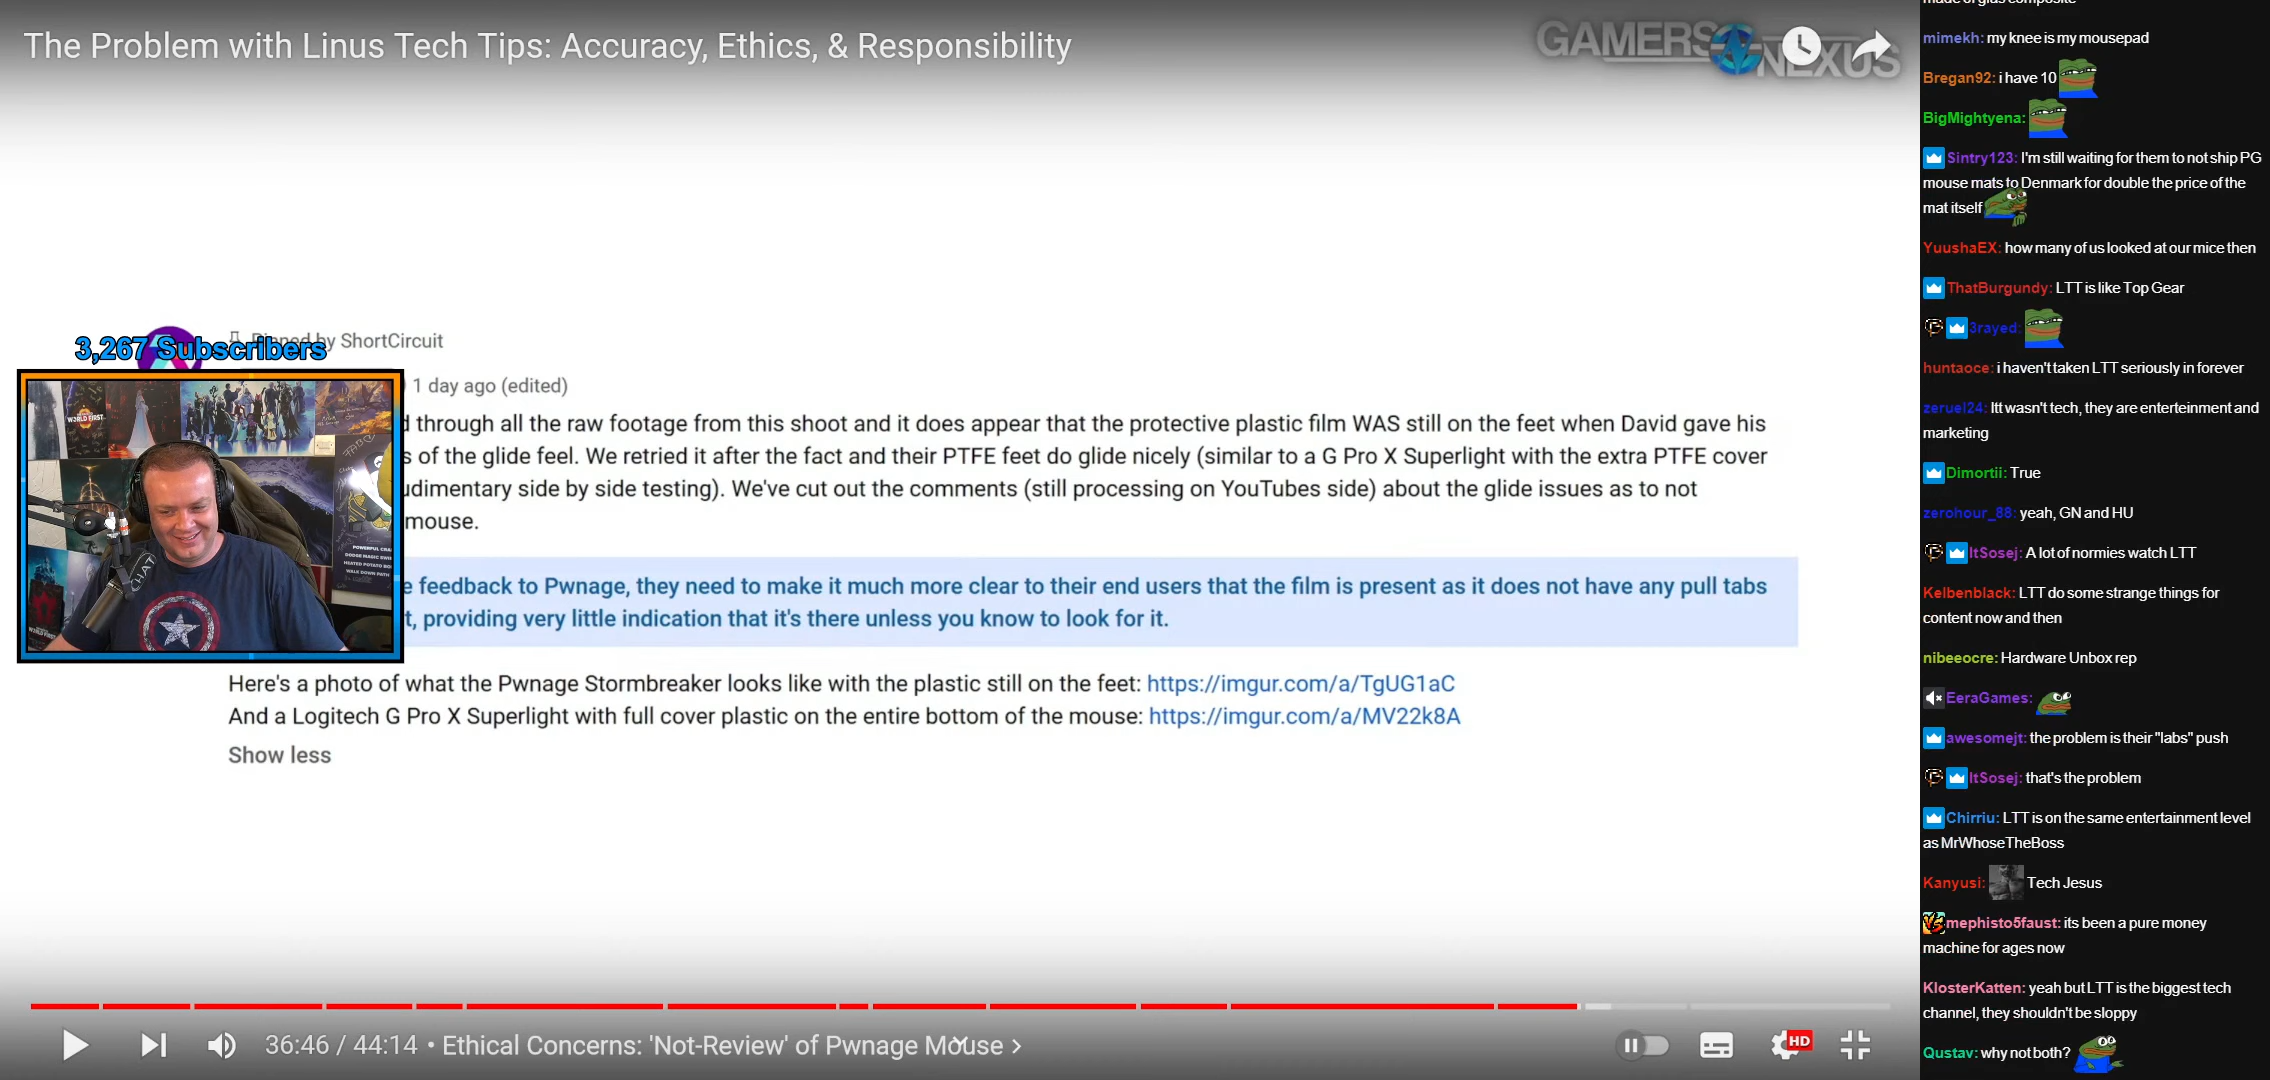 The Problem with Linus Tech Tips: Accuracy, Ethics, & Responsibility
GAMERS NEXUS
3,267 Subscribers
by ShortCircuit
1 day ago (edited)
through all the raw footage from this shoot and it does appear that the protective plastic film WAS still on the feet when David gave his
of the glide feel. We retried it after the fact and their PTFE feet do glide nicely (similar to a G Pro X Superlight with the extra PTFE cover
side by side testing). We've cut out the comments (still processing on YouTubes side) about the glide issues as to not
mouse.
feedback to Pwnage, they need to make it much more clear to their end users that the film is present as it does not have any pull tabs
providing very little indication that it's there unless you know to look for it.
Here's a photo of what the Pwnage Stormbreaker looks like with the plastic still on the feet: https://imgur.com/a/TgUG1aC
And a Logitech G Pro X Superlight with full cover plastic on the entire bottom of the mouse: https://imgur.com/a/MV22k8A
Show less
WORLD FIRST
CHAT
36:46 / 44:14 • Ethical Concerns: 'Not-Review' of Pwnage Mouse >
HD
mimekh: my knee is my mousepad
Bregan92: i have 10
BigMightyena:
Sintry123: I'm still waiting for them to not ship PG
mouse mats to Denmark for double the price of the
mat itself
YuushaEX: how many of us looked at our mice then
ThatBurgundy: LTT is like Top Gear
3rayed:
huntaoce: i haven't taken LTT seriously in forever
zeruel24: ltt wasn't tech, they are enterteinment and
marketing
Dimortii: True
zerohour_88: yeah, GN and HU
ItSosej: A lot of normies watch LTT
Kelbenblack: LTT do some strange things for
content now and then
nibeeocre: Hardware Unbox rep
EeraGames:
awesomejt: the problem is their "labs" push
ItSosej: that's the problem
Chirriu: LTT is on the same entertainment level
as MrWhoseTheBoss
Kanyusi: Tech Jesus
mephisto5faust: its been a pure money
machine for ages now
KlosterKatten: yeah but LTT is the biggest tech
channel, they shouldn't be sloppy
Qustav: why not both?